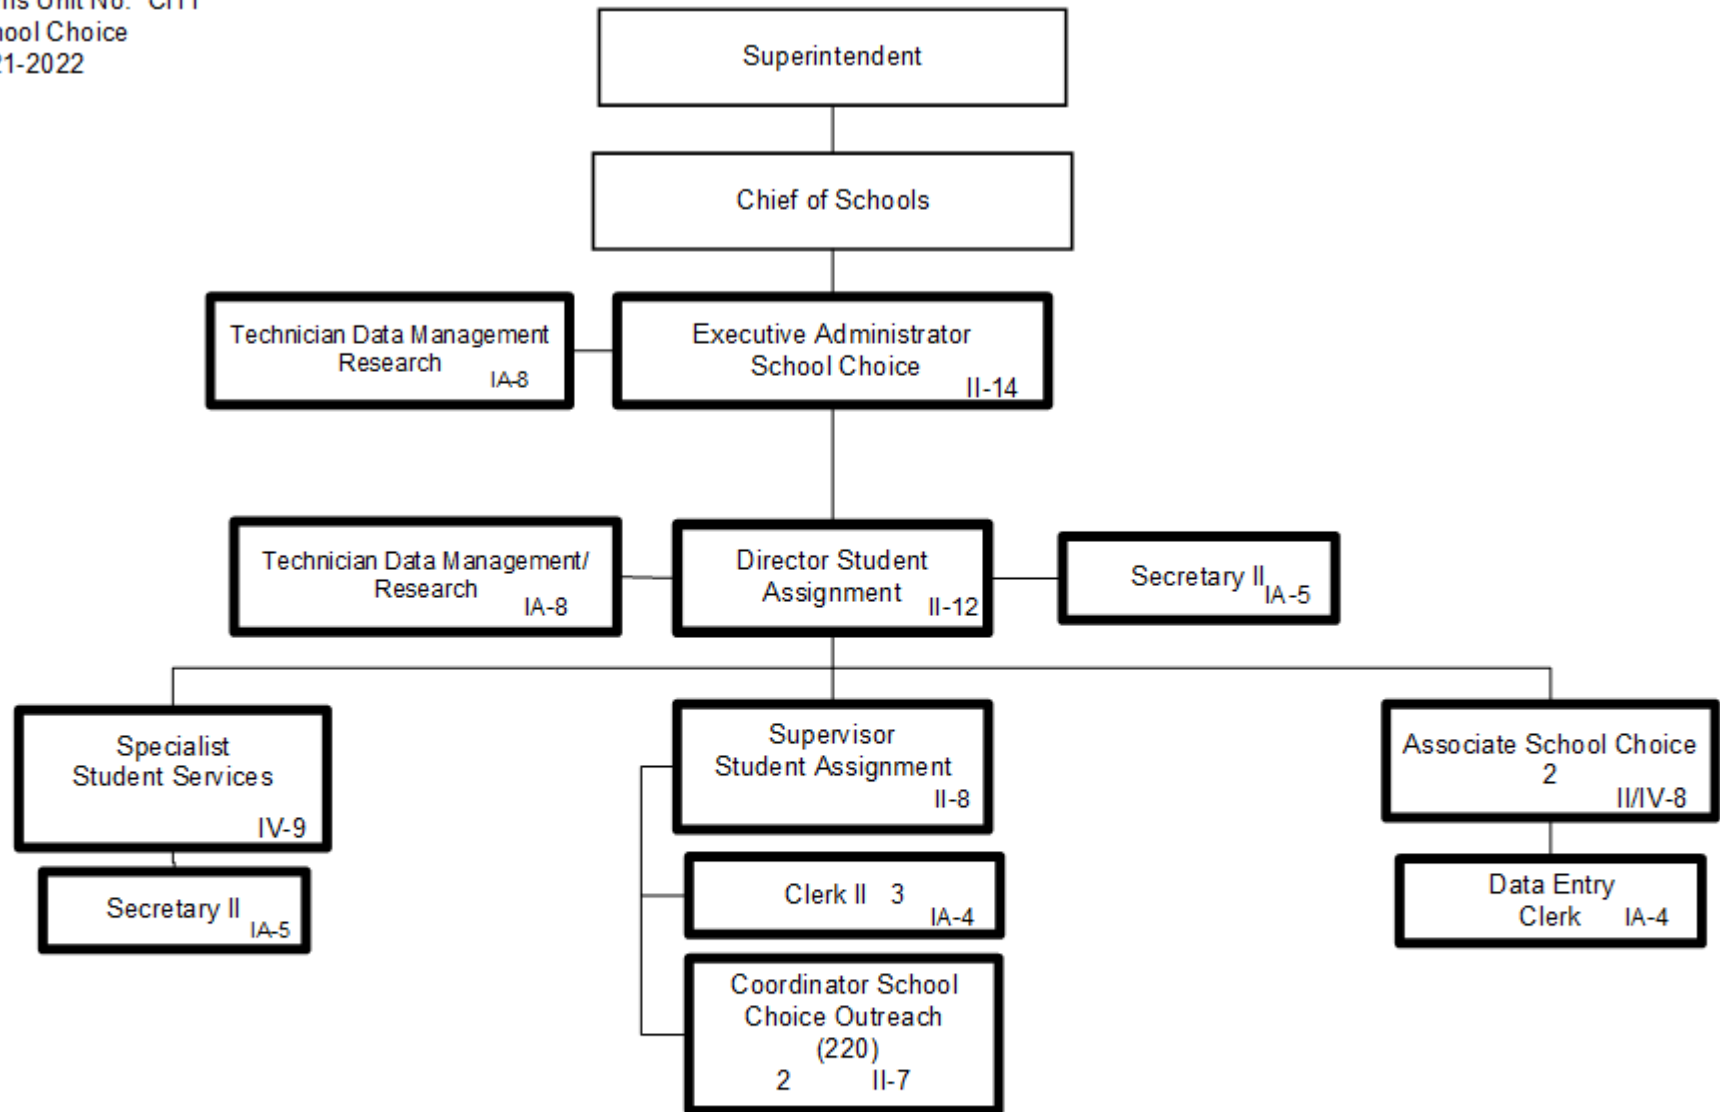 Unit No.
Choice
-2022
Superintendent
Chief of Schools
Technician Data Management
Research IA-8
Executive Administrator
School Choice
II-14
Technician Data Management/
Research
IA-8
Director Student
Assignment II-12
Secretary II IA-5
Specialist
Student Services
IV-9
Secretary II IA-5
Supervisor
Student Assignment
II-8
Clerk II 3
IA-4
Coordinator School
Choice Outreach
(220)
2 II-7
Associate School Choice
2
II/IV-8
Data Entry
Clerk IA-4